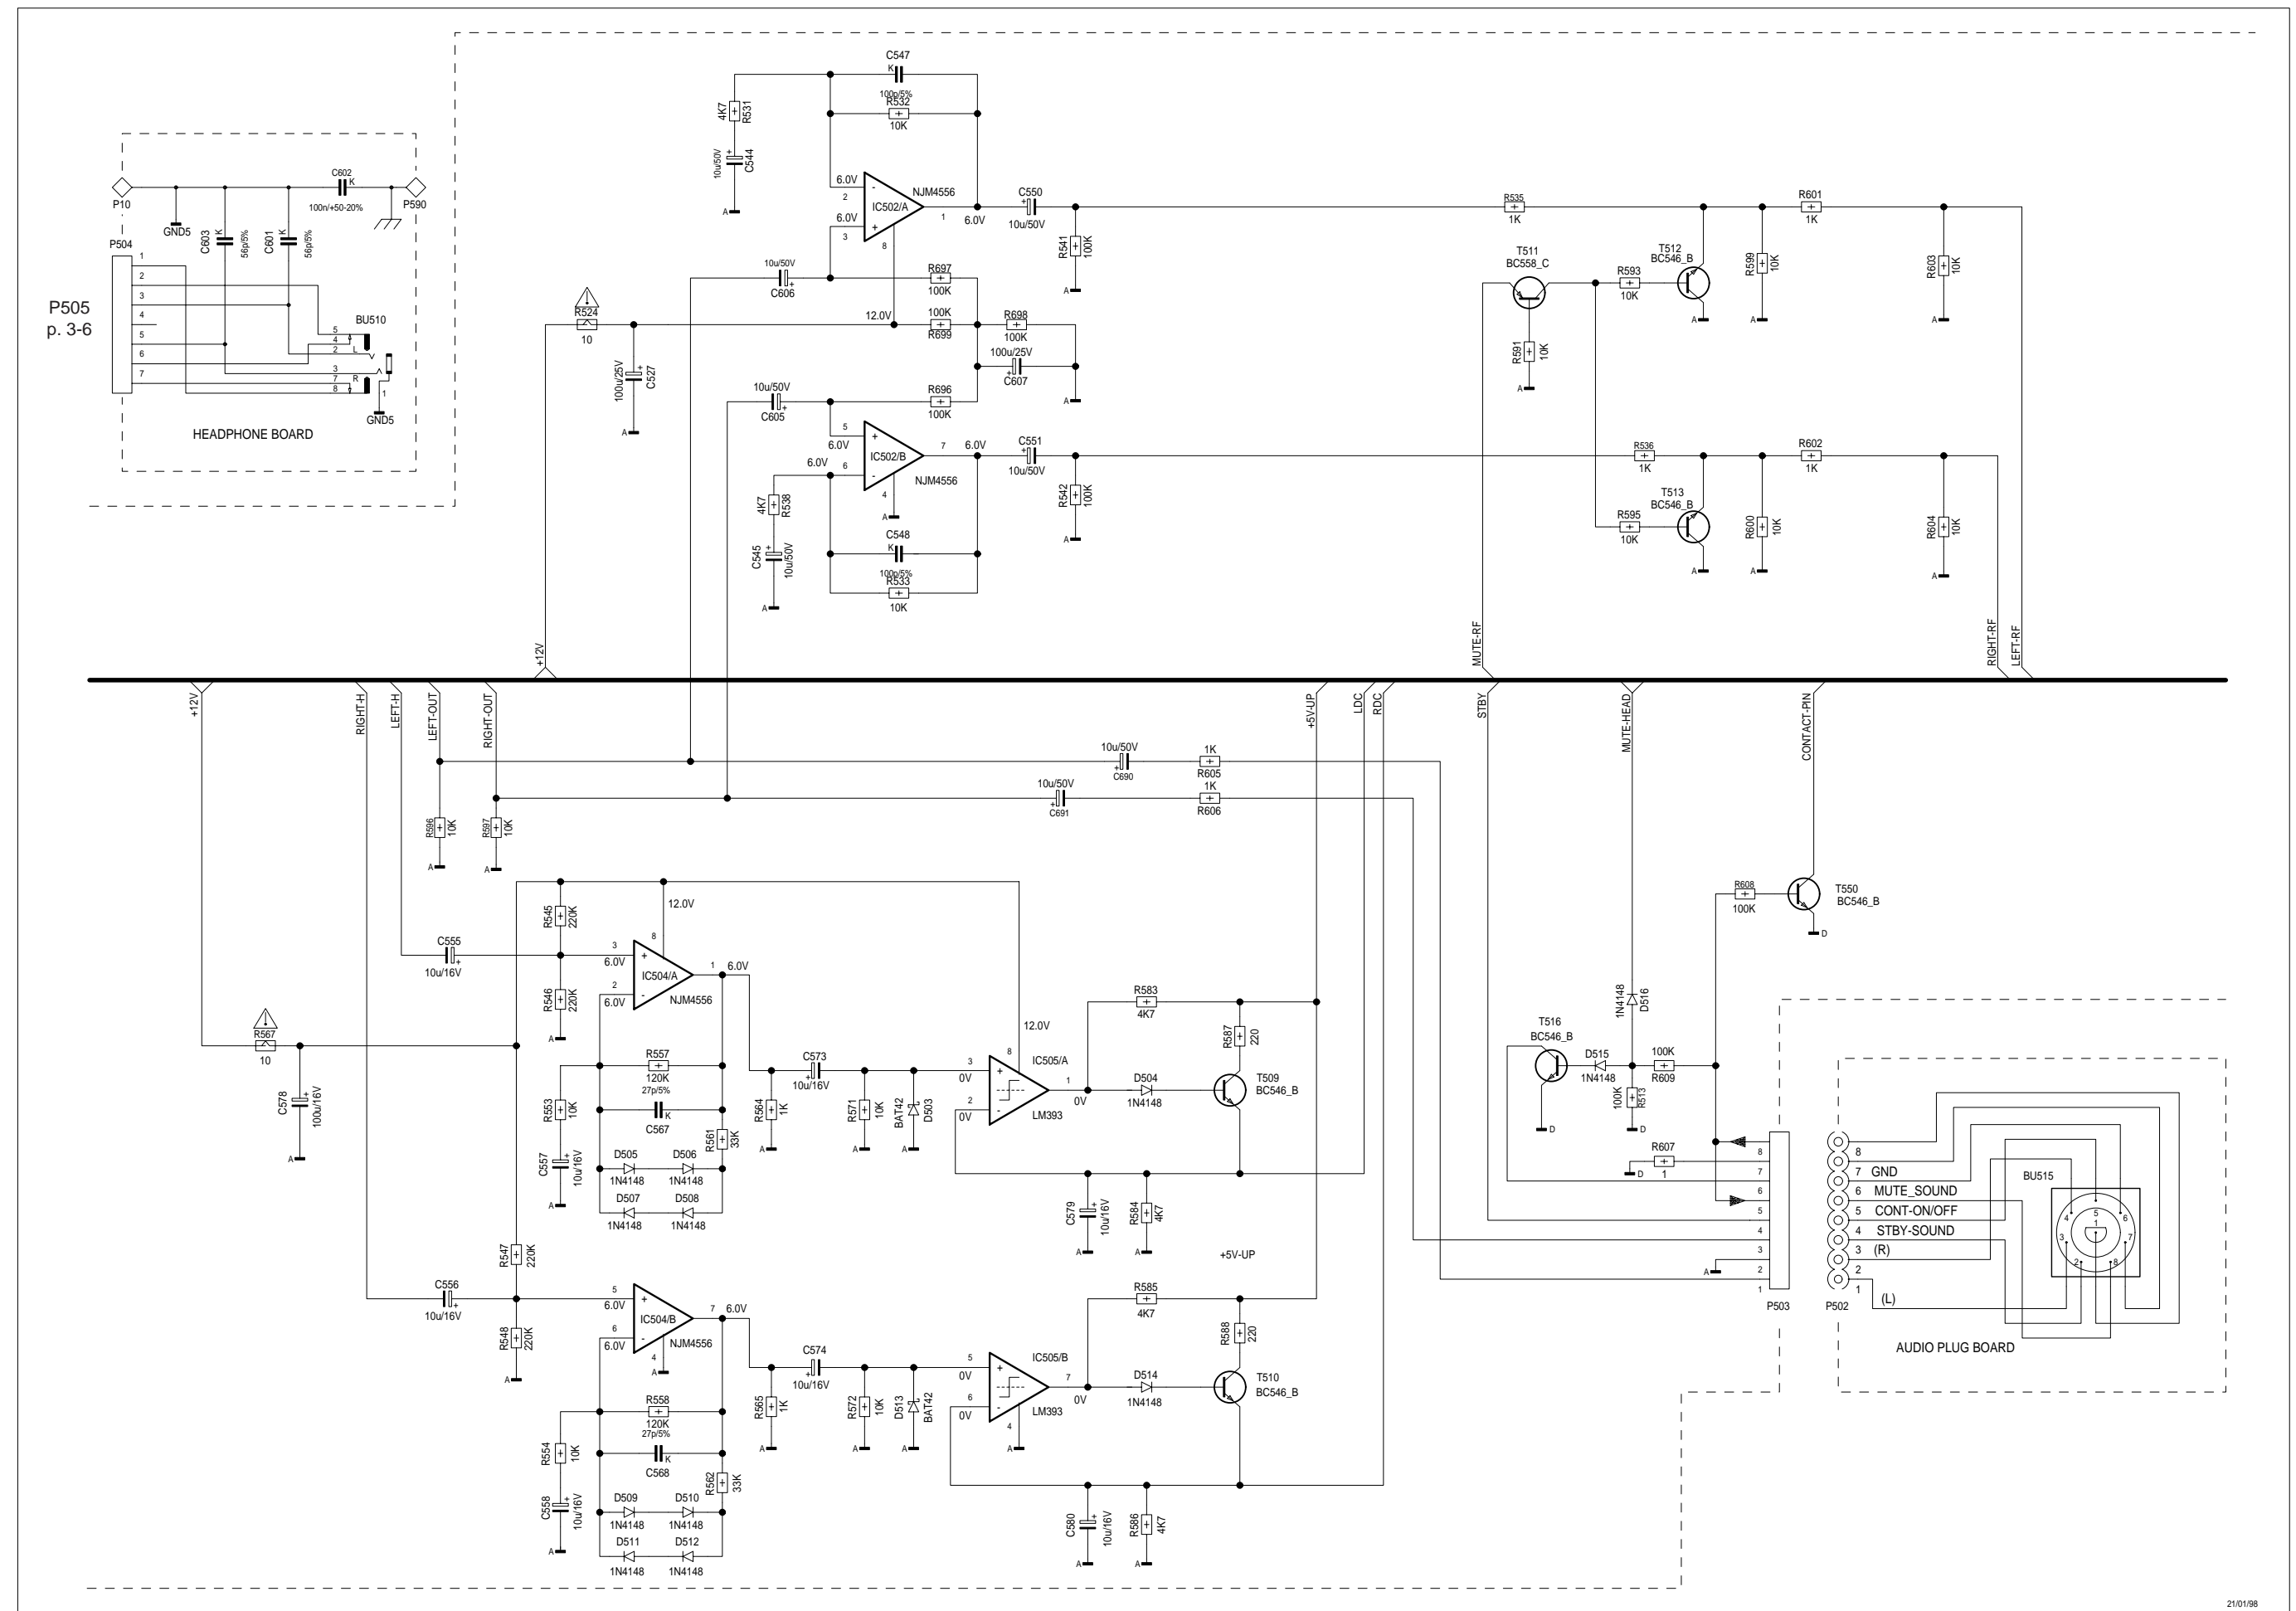 C547
K
100p/5%
R532
10K
4K7
R531
10u/50V
+
C544
A
6.0V
-
2
NJM4556
IC502/A
6.0V
+
3
1
6.0V
8
C550
+
10u/50V
R541
100K
A
R535
1K
R601
1K
T511
BC558_C
T512
BC546_B
R593
10K
R599
10K
R603
10K
A
A
A
R591
10K
A
C602
K
100n/+50-20%
P10
P590
GND5
C603
K
56p/5%
C601
K
56p/5%
P504
1
2
3
4
5
6
7
P505
p. 3-6
BU510
5
4
2
L
3
7
R
8
1
GND5
HEADPHONE BOARD
10u/50V
+
C606
R697
100K
R524
10
12.0V
100K
R699
R698
100K
100u/25V
+
C527
A
100u/25V
+
C607
A
10u/50V
+
C605
R696
100K
5
+
6.0V
6.0V
6
-
IC502/B
7
6.0V
NJM4556
4
A
C551
+
10u/50V
R542
100K
A
4K7
R538
C545
+
10u/50V
A
C548
K
100p/5%
R533
10K
R536
1K
R602
1K
T513
BC546_B
R595
10K
R600
10K
R604
10K
A
A
A
+12V
MUTE-RF
RIGHT-RF
LEFT-RF
+12V
RIGHT-H
LEFT-H
LEFT-OUT
RIGHT-OUT
+5V-UP
LDC
RDC
STBY
MUTE-HEAD
CONTACT-PIN
10u/50V
+
C690
1K
R605
10u/50V
+
C691
1K
R606
R596
10K
A
R597
10K
A
R545
220K
12.0V
8
C555
+
10u/16V
3
+
6.0V
IC504/A
1
6.0V
2
-
6.0V
NJM4556
R546
220K
A
R567
10
C578
+
100u/16V
A
R557
120K
27p/5%
K
C567
R553
10K
C557
+
10u/16V
A
R561
33K
D505
1N4148
D506
1N4148
D507
1N4148
D508
1N4148
R564
1K
A
C573
+
10u/16V
R571
10K
A
BAT42
D503
A
12.0V
8
IC505/A
3
+
0V
2
-
0V
LM393
1
0V
R583
4K7
D504
1N4148
R587
220
T509
BC546_B
C579
+
10u/16V
A
R584
4K7
A
+5V-UP
R547
220K
C556
+
10u/16V
R548
220K
A
5
+
6.0V
IC504/B
7
6.0V
6
-
6.0V
NJM4556
4
A
R558
120K
27p/5%
K
C568
R554
10K
C558
+
10u/16V
A
R562
33K
D509
1N4148
D510
1N4148
D511
1N4148
D512
1N4148
R565
1K
A
C574
+
10u/16V
R572
10K
A
D513
BAT42
A
IC505/B
5
+
0V
6
-
0V
LM393
4
A
7
0V
R585
4K7
D514
1N4148
R588
220
T510
BC546_B
C580
+
10u/16V
A
R586
4K7
A
R608
100K
T550
BC546_B
D
1N4148
D516
T516
BC546_B
D515
1N4148
100K
R609
100K
R513
D
D
R607
1
D
A
8
7
6
5
4
3
2
1
P503
8
7 GND
6 MUTE_SOUND
5 CONT-ON/OFF
4 STBY-SOUND
3 (R)
2
1 (L)
P502
BU515
4
5
6
1
3
7
2
8
AUDIO PLUG BOARD
21/01/98